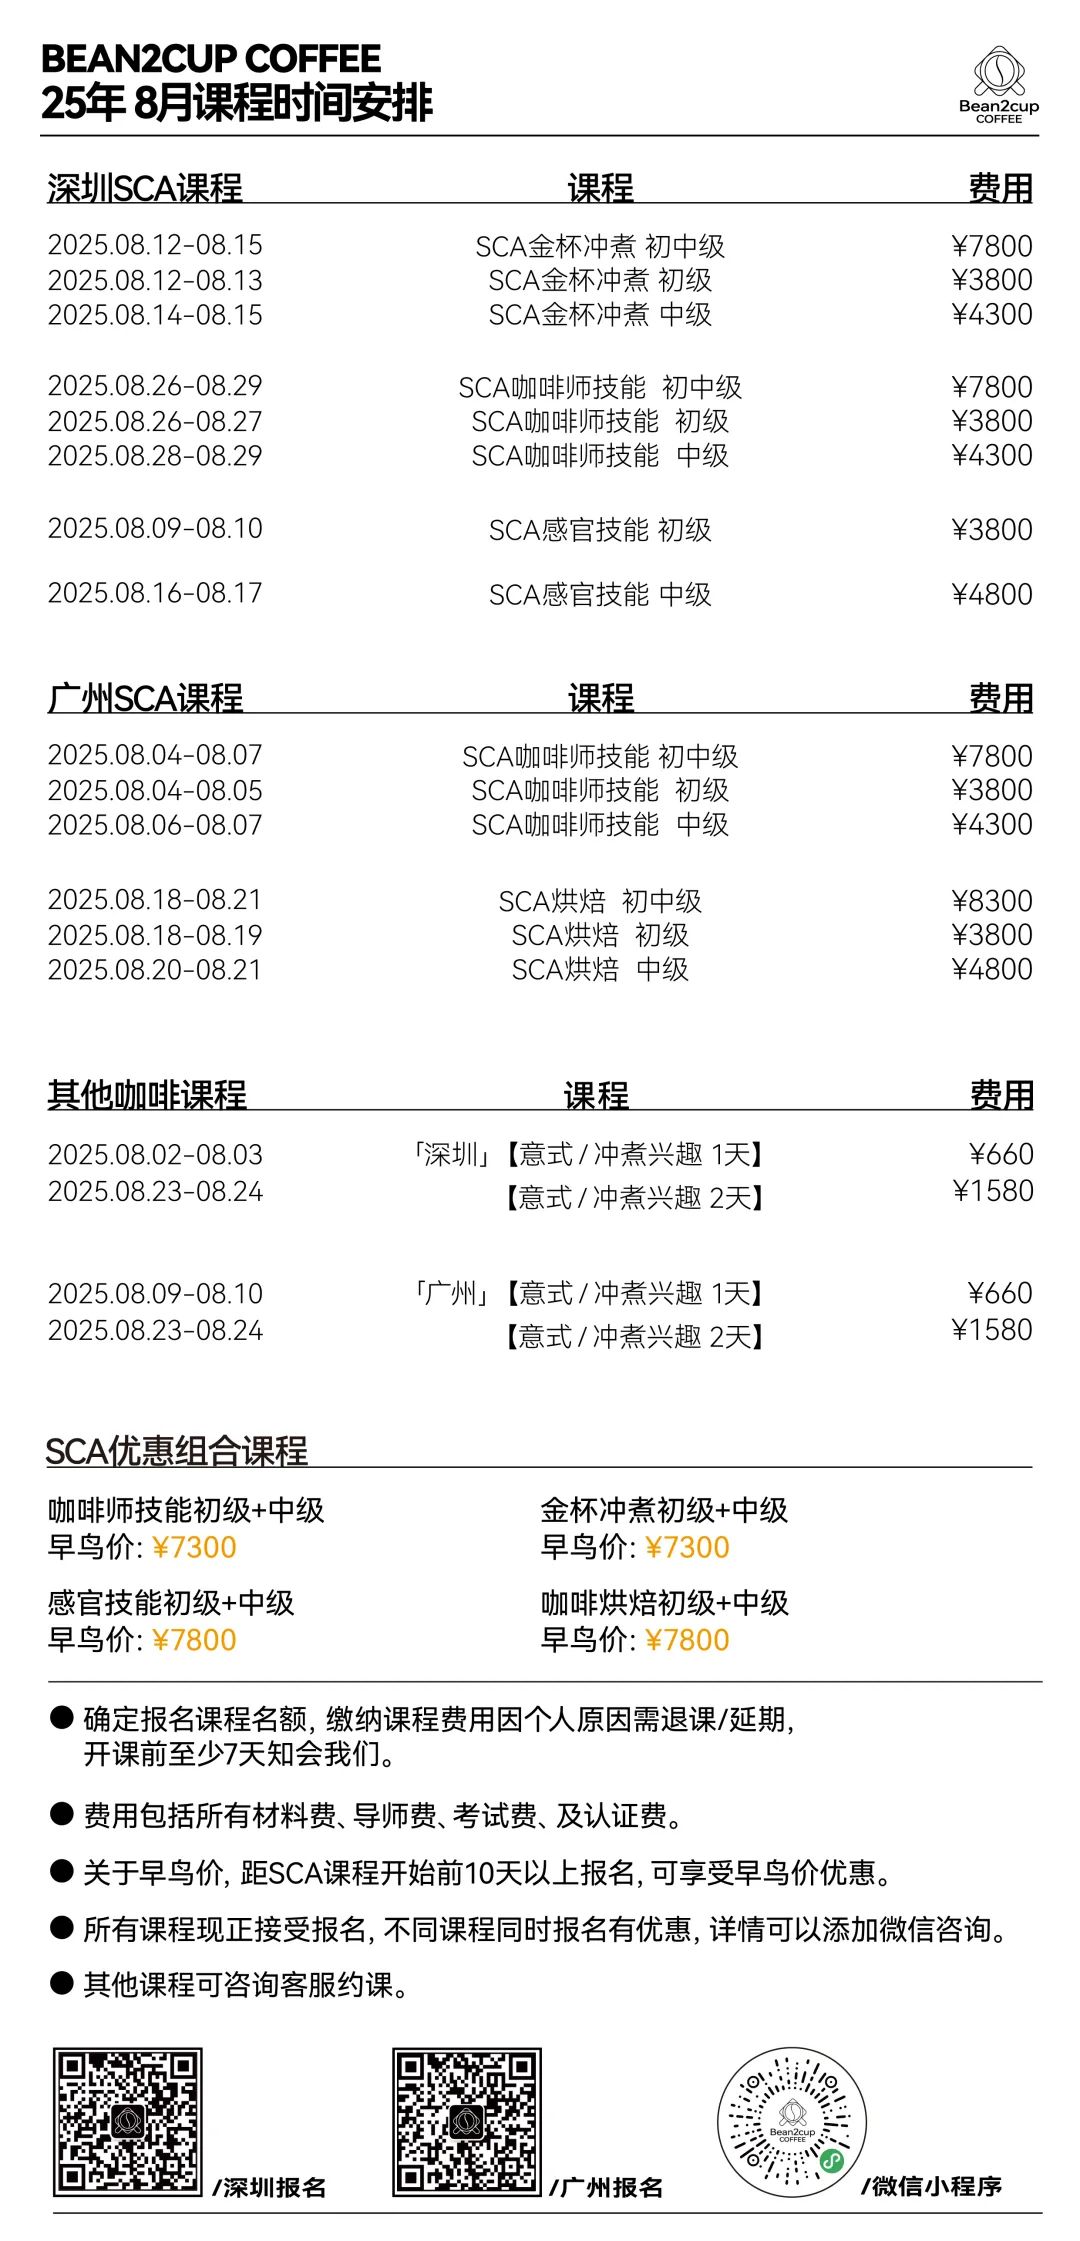 BEAN2CUP COFFEE
25年 8月课程时间安排
Bean2cup
COFFEE
深圳SCA课程 课程 费用
2025.08.12-08.15 SCA金杯冲煮 初中级 ¥7800
2025.08.12-08.13 SCA金杯冲煮 初级 ¥3800
2025.08.14-08.15 SCA金杯冲煮 中级 ¥4300
2025.08.26-08.29 SCA咖啡师技能 初中级 ¥7800
2025.08.26-08.27 SCA咖啡师技能 初级 ¥3800
2025.08.28-08.29 SCA咖啡师技能 中级 ¥4300
2025.08.09-08.10 SCA感官技能 初级 ¥3800
2025.08.16-08.17 SCA感官技能 中级 ¥4800
广州SCA课程 课程 费用
2025.08.04-08.07 SCA咖啡师技能 初中级 ¥7800
2025.08.04-08.05 SCA咖啡师技能 初级 ¥3800
2025.08.06-08.07 SCA咖啡师技能 中级 ¥4300
2025.08.18-08.21 SCA烘焙 初中级 ¥8300
2025.08.18-08.19 SCA烘焙 初级 ¥3800
2025.08.20-08.21 SCA烘焙 中级 ¥4800
其他咖啡课程 课程 费用
2025.08.02-08.03 「深圳」【意式/冲煮兴趣 1天】 ¥660
2025.08.23-08.24 【意式/冲煮兴趣 2天】 ¥1580
2025.08.09-08.10 「广州」【意式/冲煮兴趣 1天】 ¥660
2025.08.23-08.24 【意式/冲煮兴趣 2天】 ¥1580
SCA优惠组合课程
咖啡师技能初级+中级 金杯冲煮初级+中级
早鸟价: ¥7300 早鸟价: ¥7300
感官技能初级+中级 咖啡烘焙初级+中级
早鸟价: ¥7800 早鸟价: ¥7800
● 确定报名课程名额, 缴纳课程费用因个人原因需退课/延期,
开课前至少7天知会我们。
● 费用包括所有材料费、导师费、考试费、及认证费。
● 关于早鸟价, 距SCA课程开始前10天以上报名, 可享受早鸟价优惠。
● 所有课程现正接受报名, 不同课程同时报名有优惠, 详情可以添加微信咨询。
● 其他课程可咨询客服约课。
/深圳报名 /广州报名 /微信小程序
Bean2cup
COFFEE